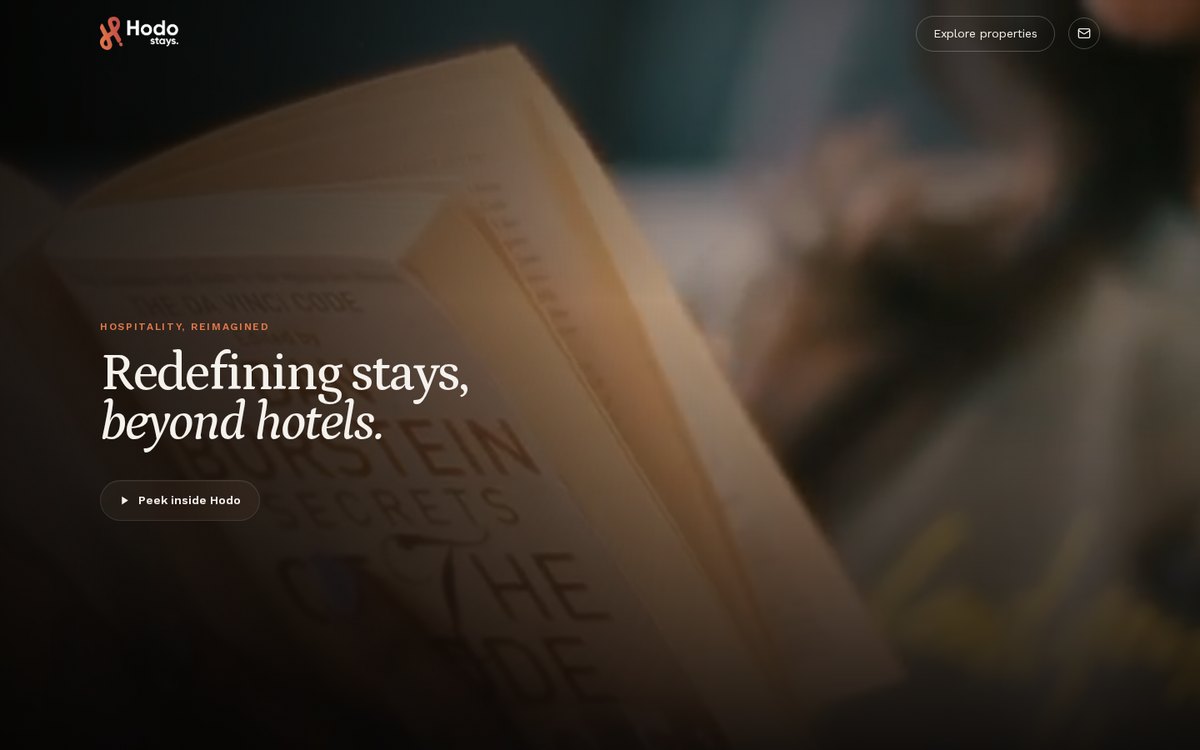 Hodo
stays.
Explore properties
THE DA VINCI CODE
HOSPITALITY, REIMAGINED
Redefining stays,
beyond hotels.
BURSTEIN
Peek inside Hodo
SECRETS
THE